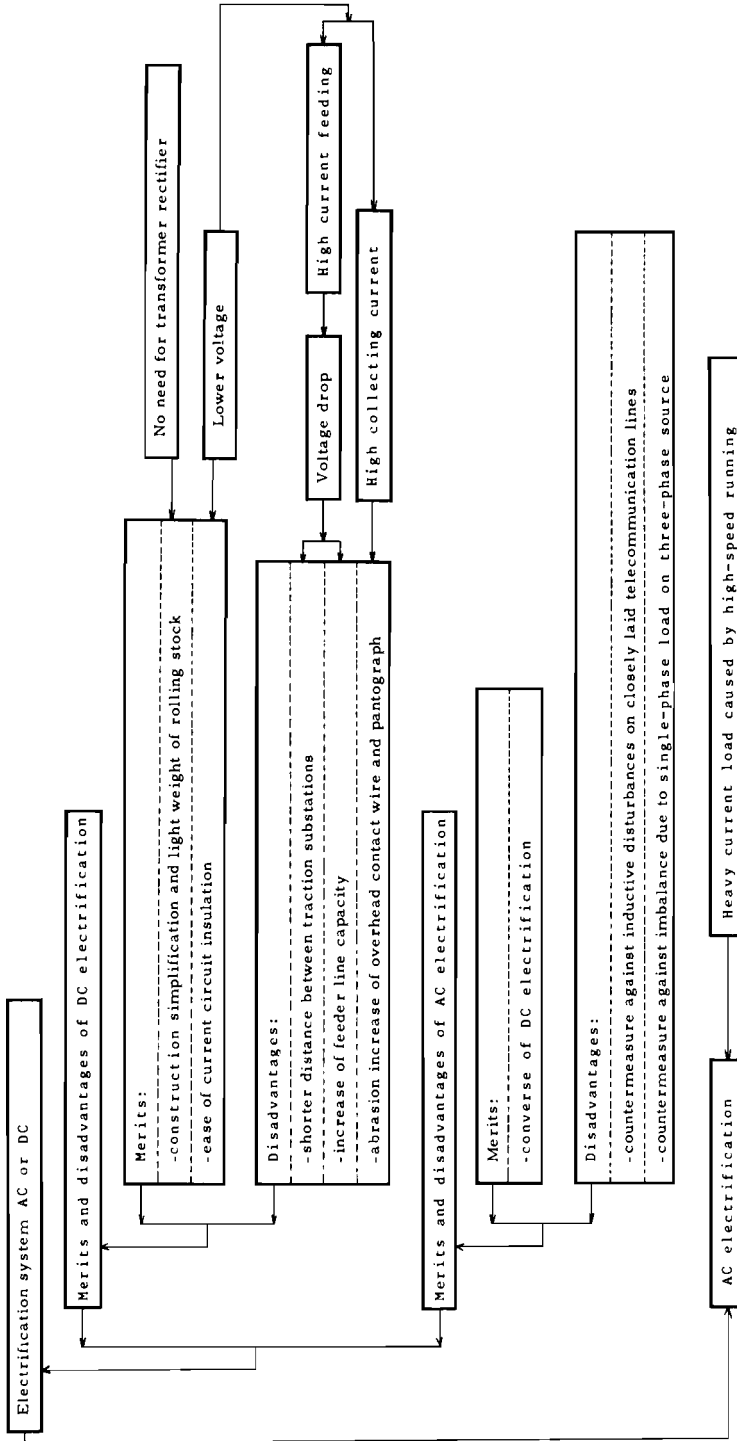 Electrification system AC or DC
Merits and disadvantages of DC electrification
Merits:
-construction simplification and light weight of rolling stock
-ease of current circuit insulation
No need for transformer rectifier
Lower voltage
Disadvantages:
-shorter distance between traction substations
-increase of feeder line capacity
-abrasion increase of overhead contact wire and pantograph
Voltage drop
High current feeding
High collecting current
Merits and disadvantages of AC electrification
Merits:
-converse of DC electrification
Disadvantages:
-countermeasure against inductive disturbances on closely laid telecommunication lines
-countermeasure against imbalance due to single-phase load on three-phase source
AC electrification
Heavy current load caused by high-speed running